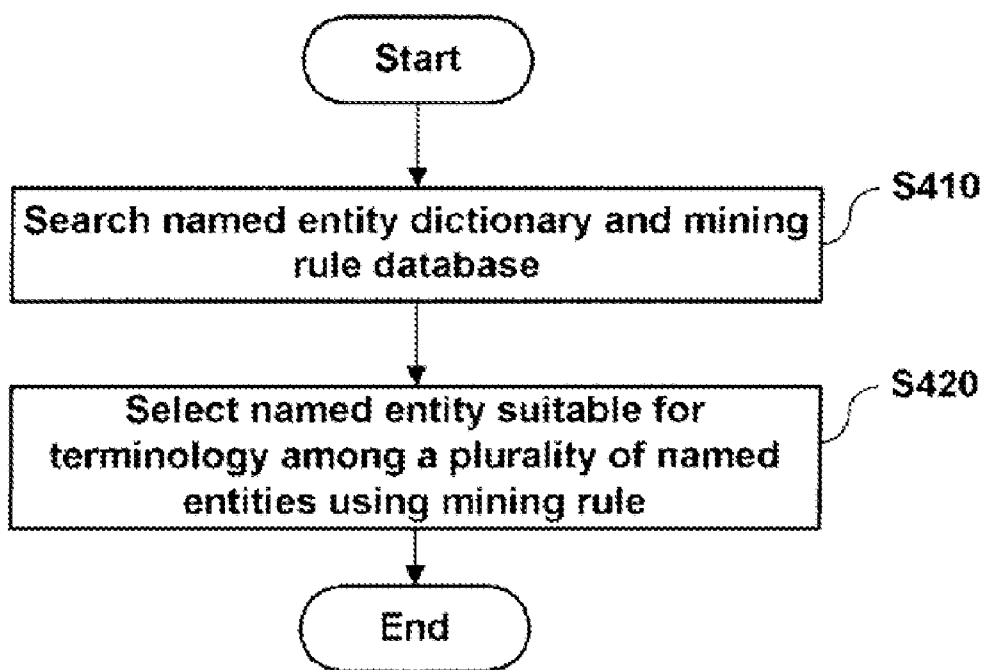 Start
S410
Search named entity dictionary and mining
rule database
S420
Select named entity suitable for
terminology among a plurality of named
entities using mining rule
End